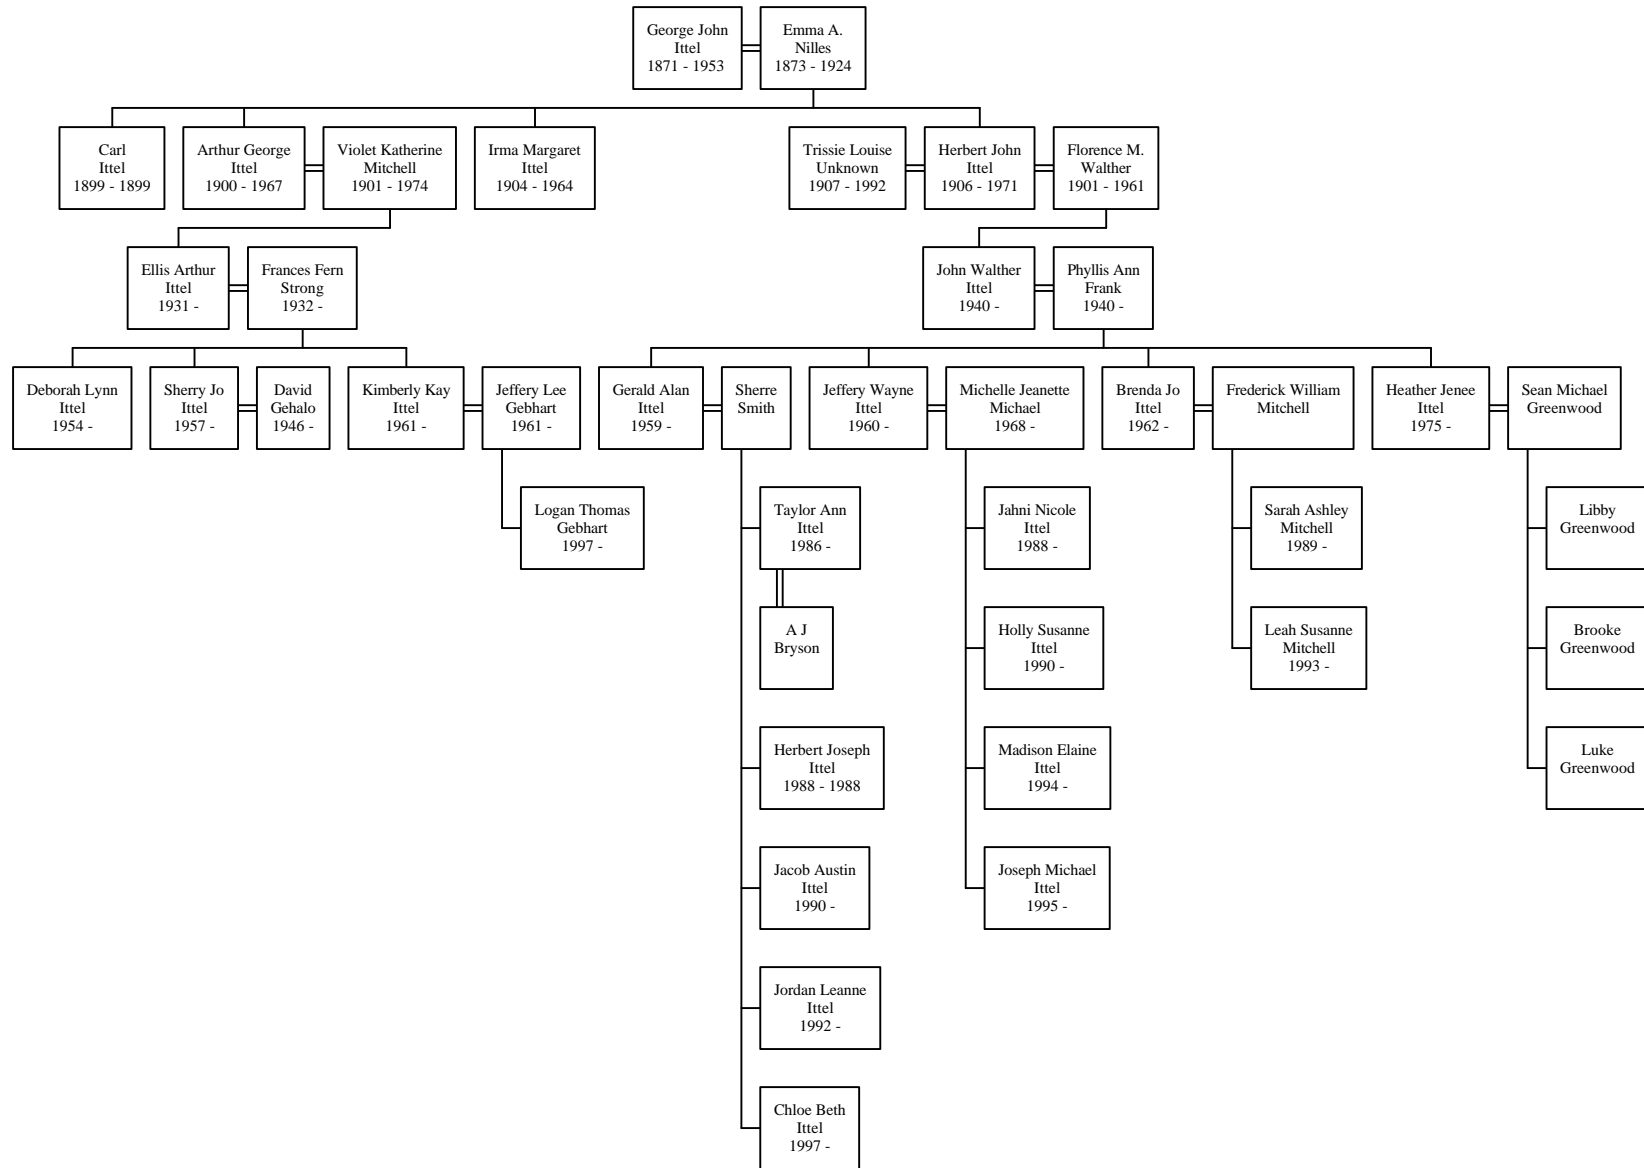 George John
Ittel
1871 - 1953
Emma A.
Nilles
1873 - 1924
Carl
Ittel
1899 - 1899
Arthur George
Ittel
1900 - 1967
Violet Katherine
Mitchell
1901 - 1974
Irma Margaret
Ittel
1904 - 1964
Trissie Louise
Unknown
1907 - 1992
Herbert John
Ittel
1906 - 1971
Florence M.
Walther
1901 - 1961
Ellis Arthur
Ittel
1931 -
Frances Fern
Strong
1932 -
John Walther
Ittel
1940 -
Phyllis Ann
Frank
1940 -
Deborah Lynn
Ittel
1954 -
Sherry Jo
Ittel
1957 -
David
Gehalo
1946 -
Kimberly Kay
Ittel
1961 -
Jeffery Lee
Gebhart
1961 -
Gerald Alan
Ittel
1959 -
Sherre
Smith
Jeffery Wayne
Ittel
1960 -
Michelle Jeanette
Michael
1968 -
Brenda Jo
Ittel
1962 -
Frederick William
Mitchell
Heather Jenee
Ittel
1975 -
Sean Michael
Greenwood
Logan Thomas
Gebhart
1997 -
Taylor Ann
Ittel
1986 -
Jahni Nicole
Ittel
1988 -
Sarah Ashley
Mitchell
1989 -
Libby
Greenwood
A J
Bryson
Holly Susanne
Ittel
1990 -
Leah Susanne
Mitchell
1993 -
Brooke
Greenwood
Herbert Joseph
Ittel
1988 - 1988
Madison Elaine
Ittel
1994 -
Luke
Greenwood
Jacob Austin
Ittel
1990 -
Joseph Michael
Ittel
1995 -
Jordan Leanne
Ittel
1992 -
Chloe Beth
Ittel
1997 -